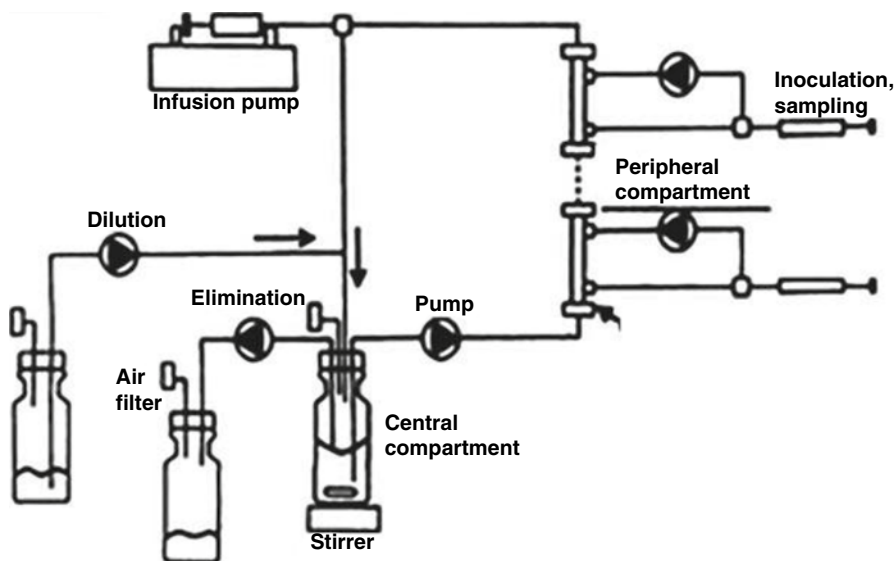 Infusion pump
Inoculation,
sampling
Peripheral
compartment
Dilution
Elimination
Pump
Air
filter
Central
compartment
Stirrer